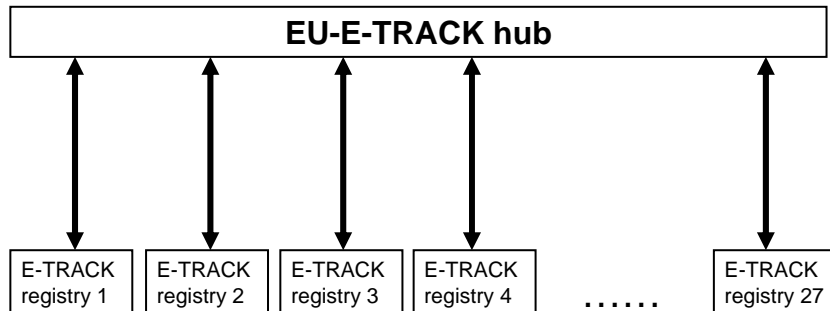 EU-E-TRACK hub
E-TRACK
registry 1
E-TRACK
registry 2
E-TRACK
registry 3
E-TRACK
registry 4
......
E-TRACK
registry 27